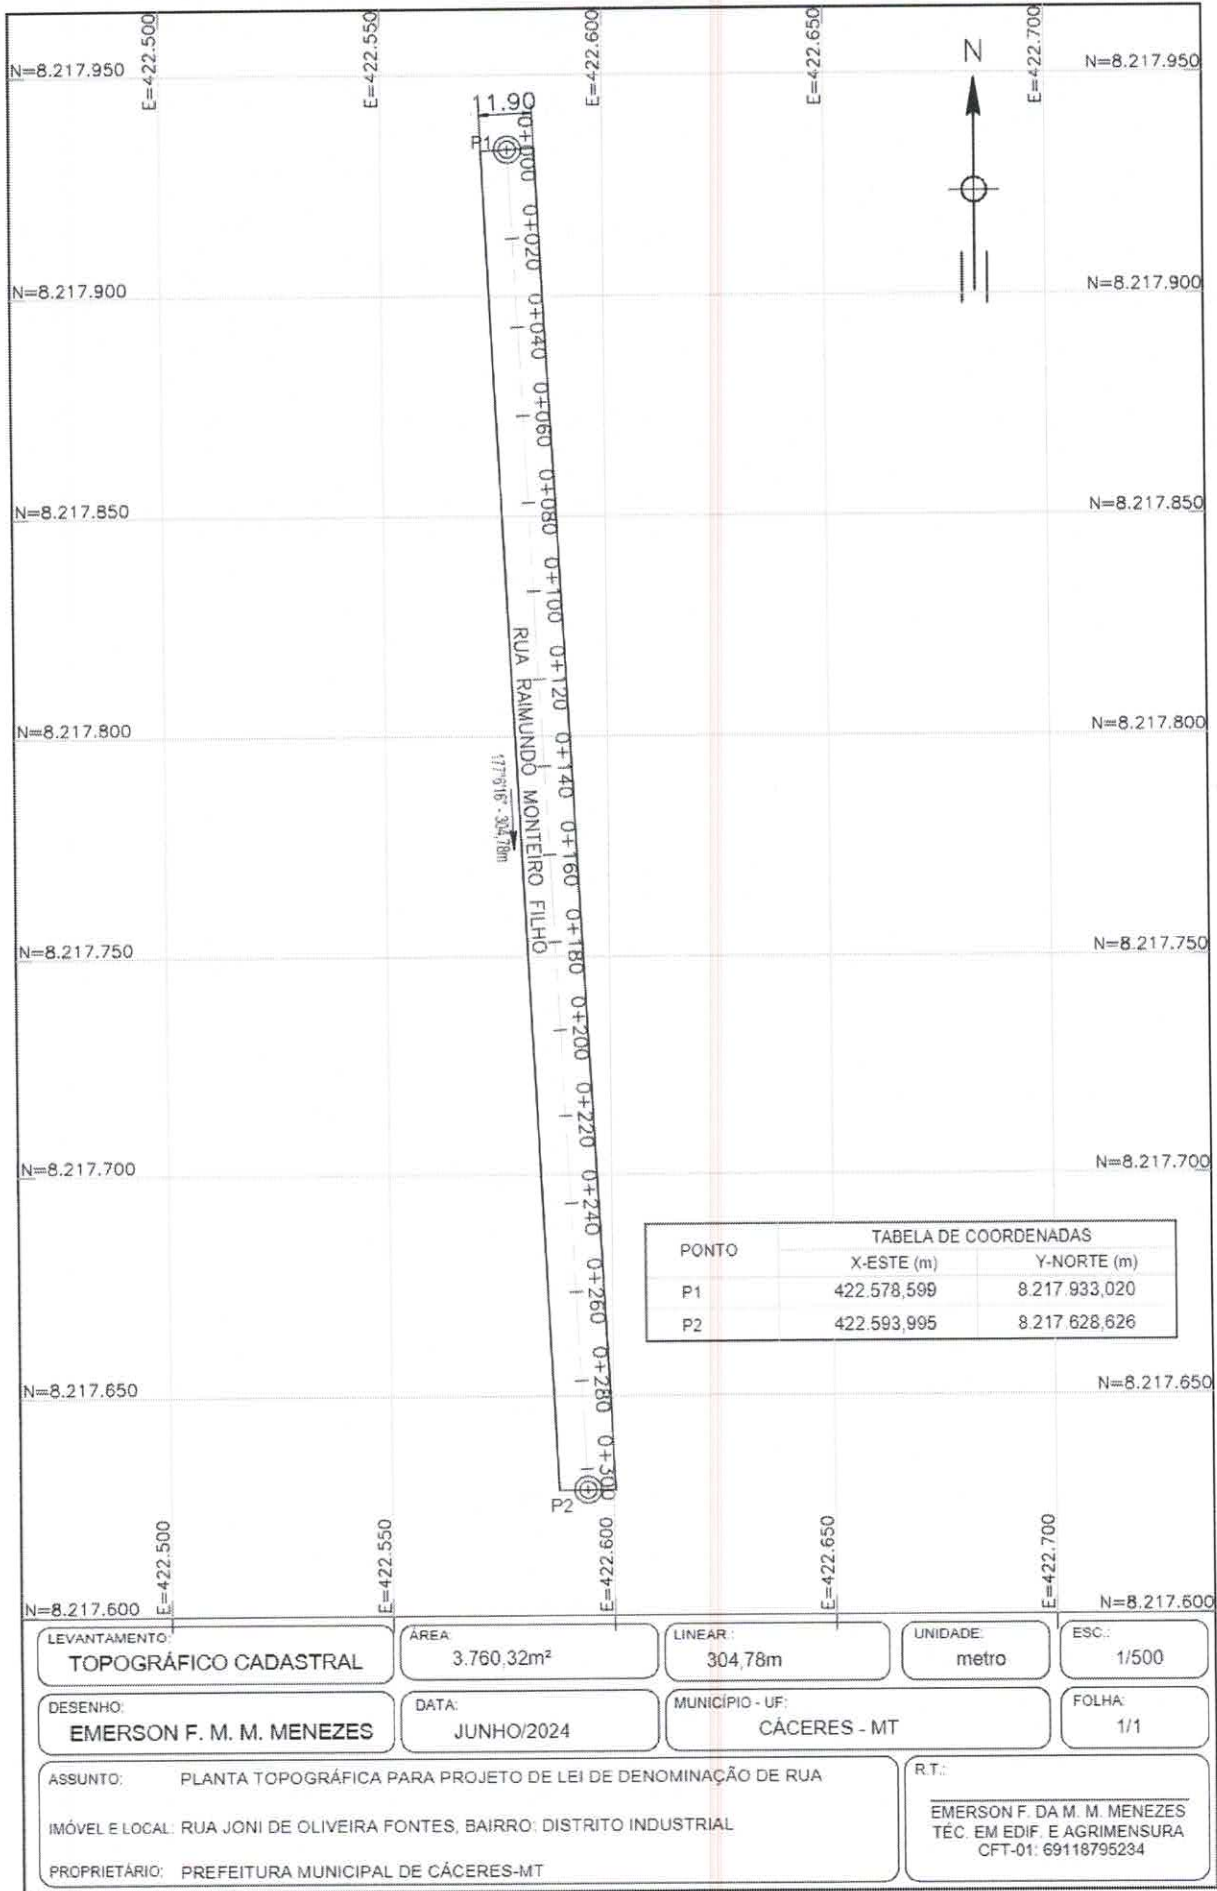 E=422.500
E=422.550
E=422.600
E=422.650
E=422.700
N=8.217.950
N=8.217.950
N
11.90
P1
0+000
0+020
N=8.217.900
N=8.217.900
0+040
0+060
0+080
N=8.217.850
N=8.217.850
0+100
0+120
RUA RAIMUNDO MONTEIRO FILHO
N=8.217.800
N=8.217.800
0+140
177°6'16" - 304,78m
0+160
0+180
N=8.217.750
N=8.217.750
0+200
0+220
N=8.217.700
N=8.217.700
0+240
0+260
PONTO
TABELA DE COORDENADAS
X-ESTE (m) Y-NORTE (m)
P1 422.578,599 8.217.933,020
P2 422.593,995 8.217.628,626
0+280
N=8.217.650
N=8.217.650
0+300
P2
E=422.500
E=422.550
E=422.600
E=422.650
E=422.700
N=8.217.600
N=8.217.600
LEVANTAMENTO:
TOPOGRÁFICO CADASTRAL
ÁREA:
3.760,32m²
LINEAR.:
304,78m
UNIDADE:
metro
ESC.:
1/500
DESENHO:
EMERSON F. M. M. MENEZES
DATA:
JUNHO/2024
MUNICÍPIO - UF:
CÁCERES - MT
FOLHA:
1/1
ASSUNTO: PLANTA TOPOGRÁFICA PARA PROJETO DE LEI DE DENOMINAÇÃO DE RUA
IMÓVEL E LOCAL: RUA JONI DE OLIVEIRA FONTES, BAIRRO: DISTRITO INDUSTRIAL
PROPRIETÁRIO: PREFEITURA MUNICIPAL DE CÁCERES-MT
R.T.:
EMERSON F. DA M. M. MENEZES
TÉC. EM EDIF. E AGRIMENSURA
CFT-01: 69118795234